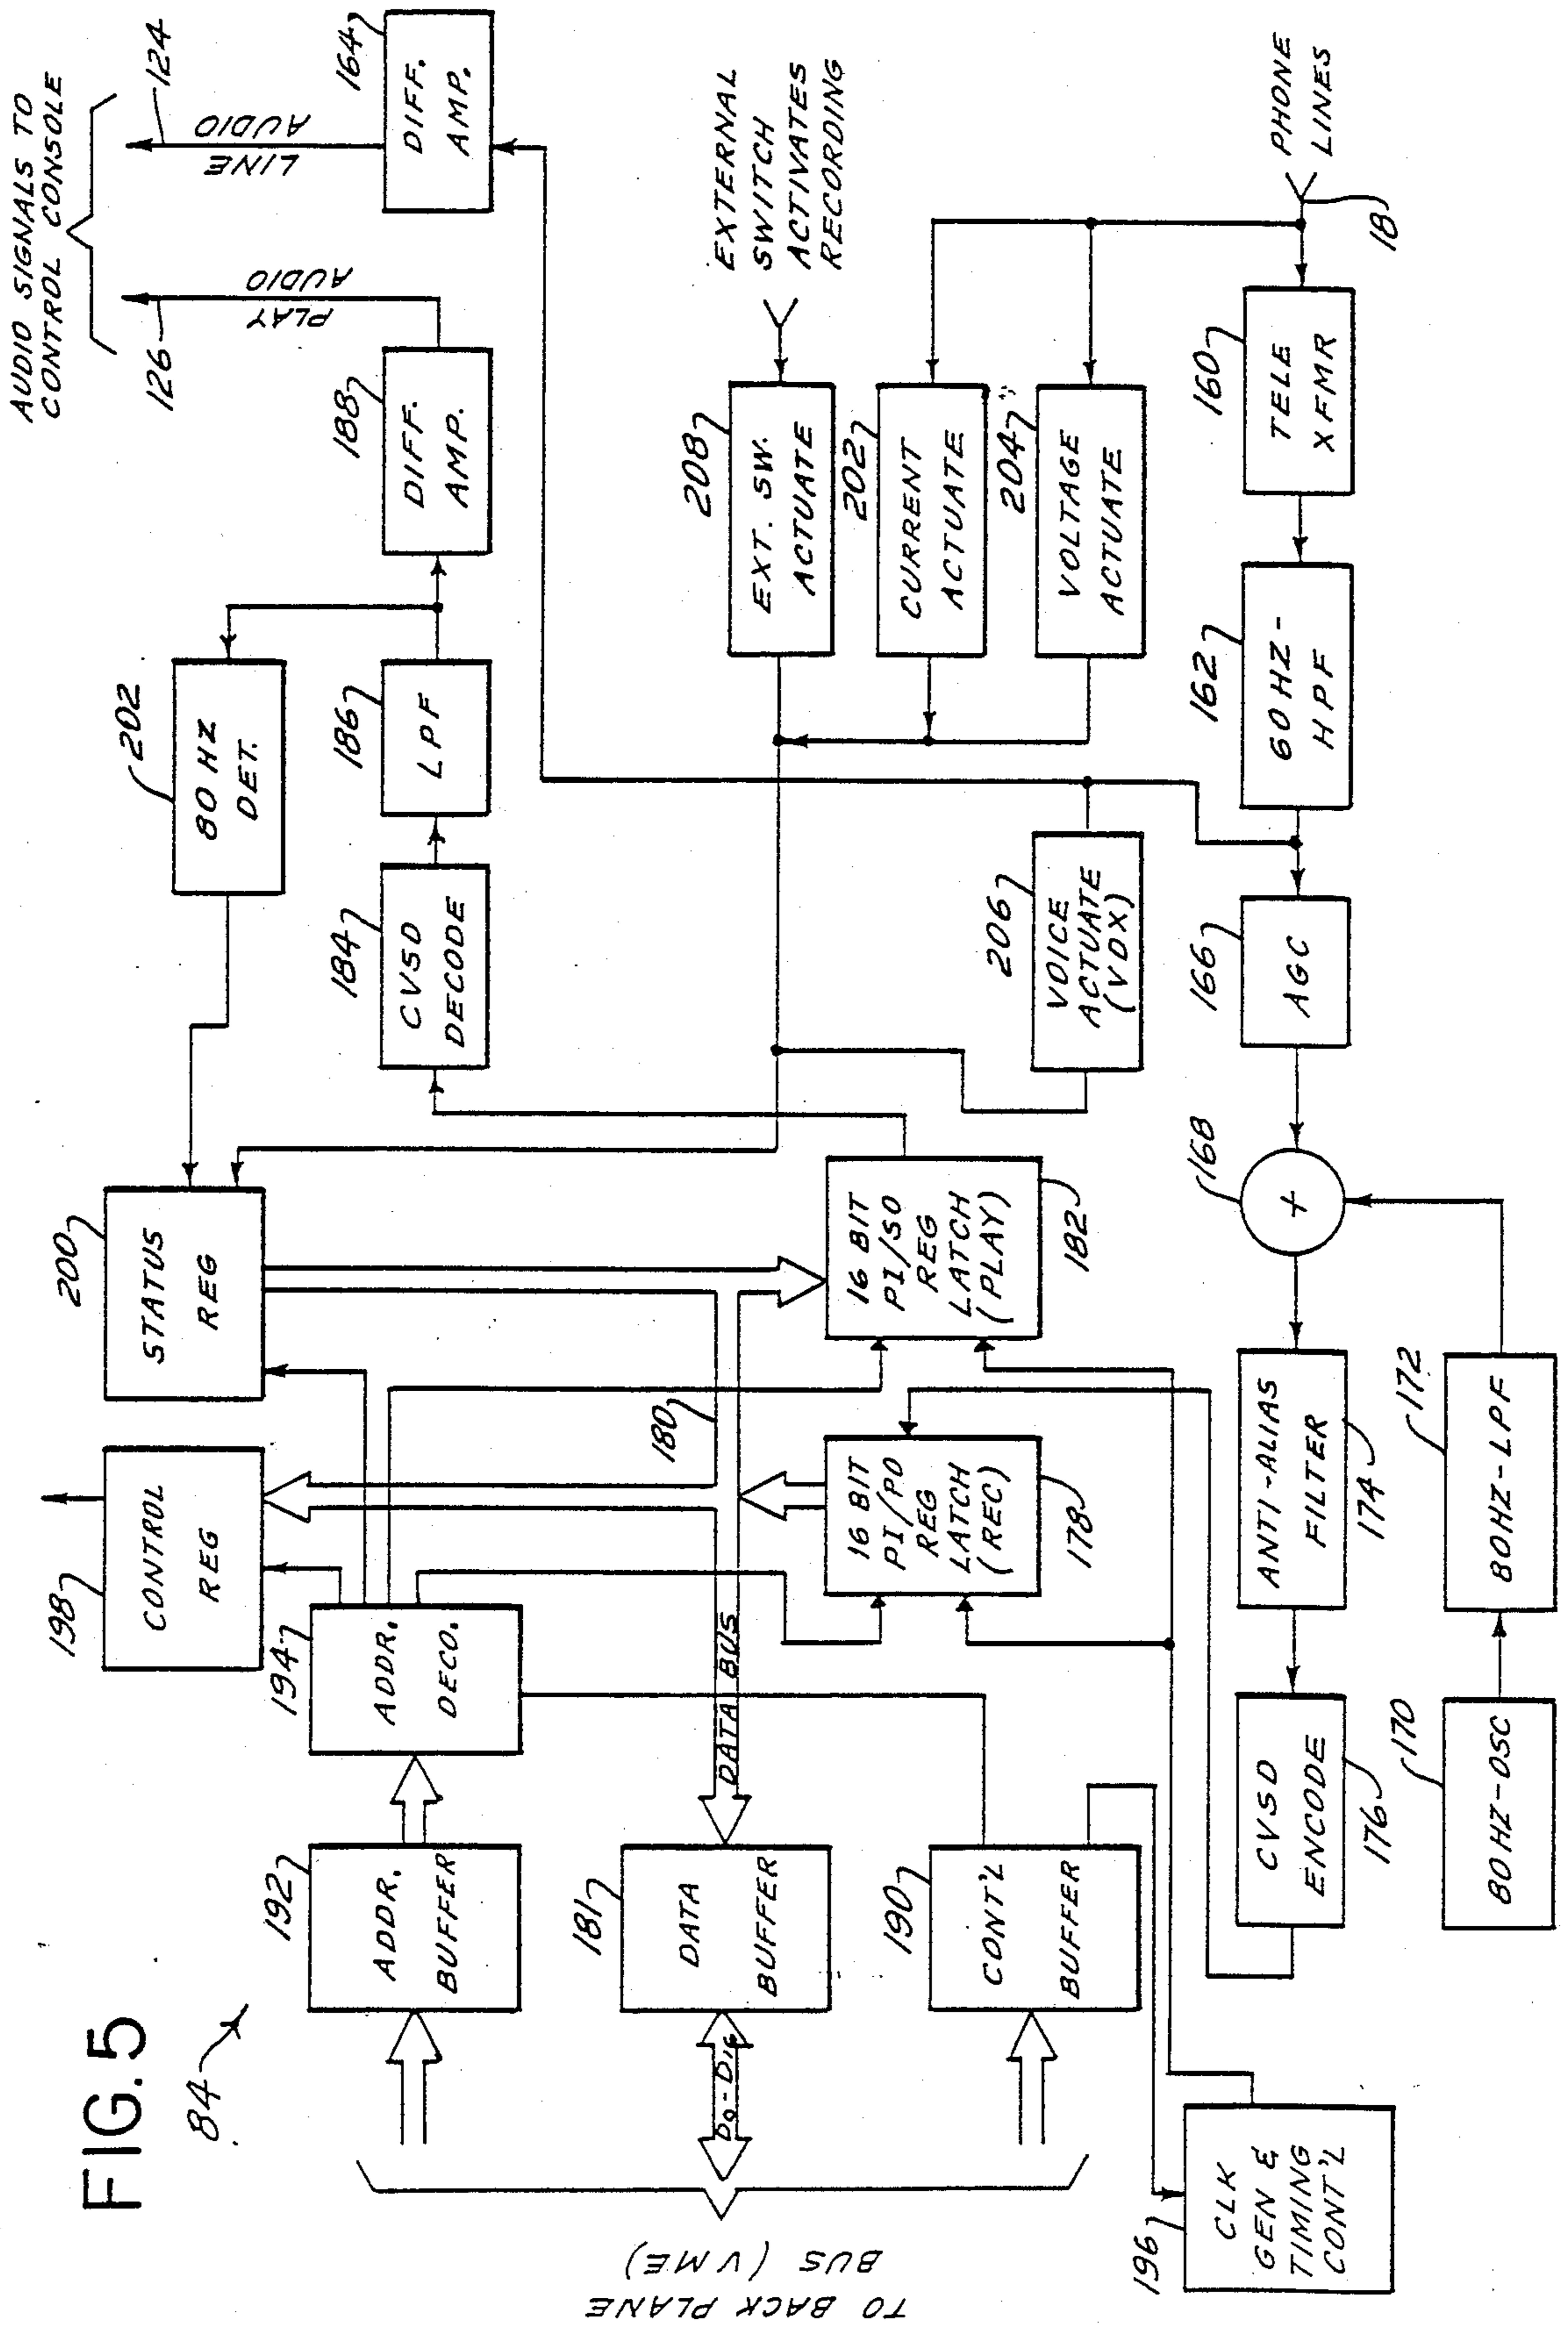 FIG. 5
84
AUDIO SIGNALS TO
CONTROL CONSOLE
126
PLAY
AUDIO
LINE
AUDIO
124
198
CONTROL
REG
200
STATUS
REG
202
80 HZ
DET.
192
ADDR.
BUFFER
194
ADDR.
DECO.
184
CVSD
DECODE
186
LPF
188
DIFF.
AMP.
164
DIFF.
AMP.
TO BACK PLANE
BUS (VME)
D0-D16
181
DATA
BUFFER
DATA BUS
180
208
EXT. SW.
ACTUATE
EXTERNAL
SWITCH
ACTIVATES
RECORDING
190
CONT'L
BUFFER
16 BIT
PI/PO
REG
LATCH
(REC)
178
16 BIT
PI/SO
REG
LATCH
(PLAY)
182
202
CURRENT
ACTUATE
204
VOLTAGE
ACTUATE
206
VOICE
ACTUATE
(VDX)
196
CLK
GEN &
TIMING
CONT'L
CVSD
ENCODE
176
ANTI-ALIAS
FILTER
174
168
+
166
AGC
162
60 HZ-
HPF
160
TELE
XFMR
18
PHONE
LINES
170
80HZ-OSC
172
80HZ-LPF